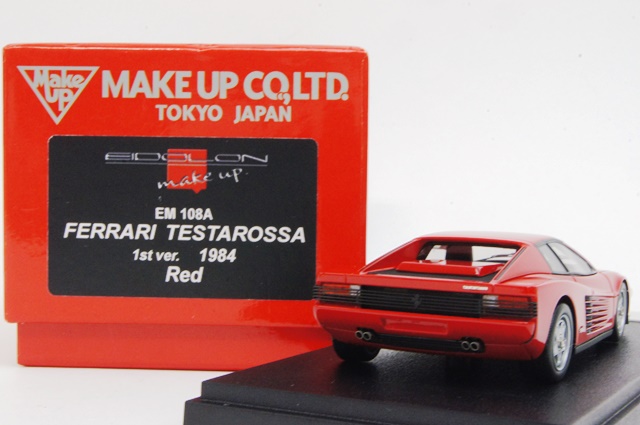 Make
UP
MAKE UP CO.,LTD.
TOKYO JAPAN
EIDOLON
make up
EM 108A
FERRARI TESTAROSSA
1st ver. 1984
Red